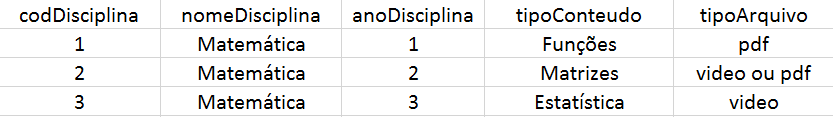 codDisciplina nomeDisciplina anoDisciplina tipoConteudo tipoArquivo
1 Matemática 1 Funções pdf
2 Matemática 2 Matrizes video ou pdf
3 Matemática 3 Estatística video